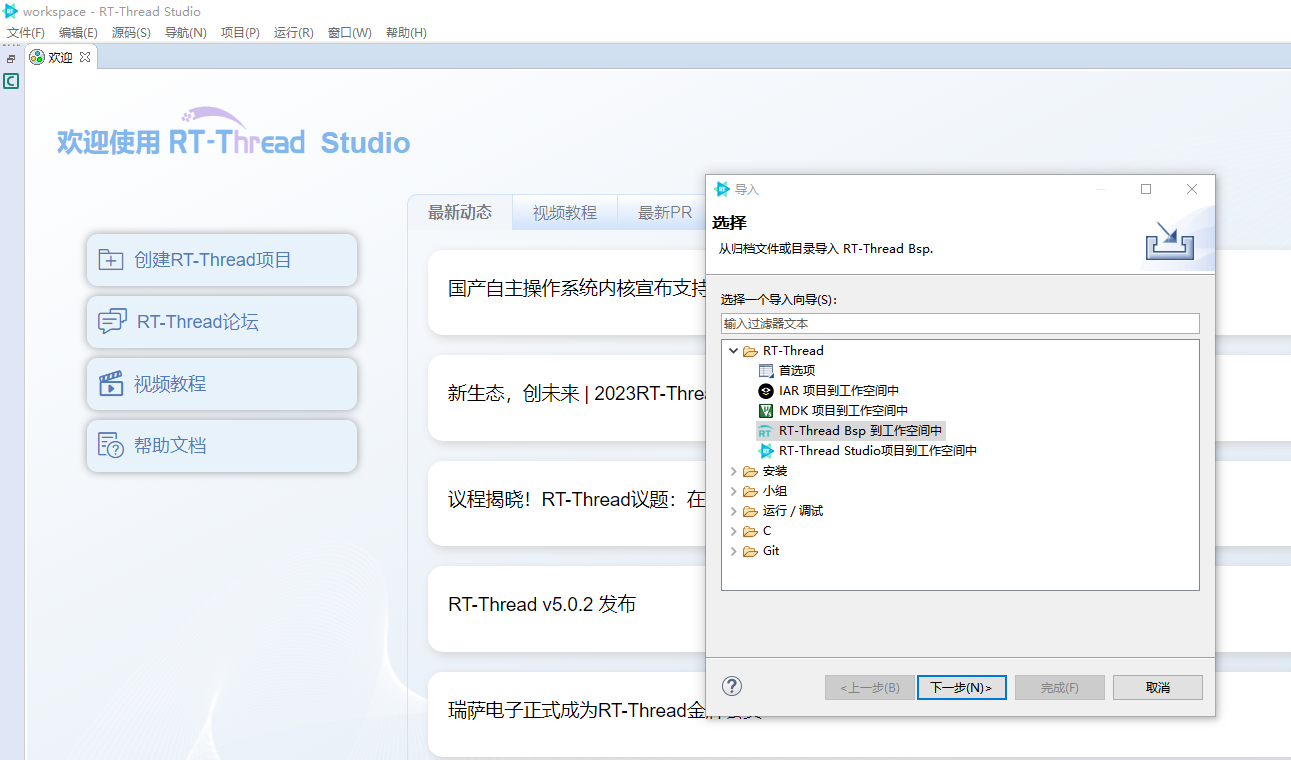 workspace - RT-Thread Studio
文件(F) 编辑(E) 源码(S) 导航(N) 项目(P) 运行(R) 窗口(W) 帮助(H)
欢迎
欢迎使用 RT-Thread Studio
创建RT-Thread项目
RT-Thread论坛
视频教程
帮助文档
最新动态 视频教程 最新PR
国产自主操作系统内核宣布支持
新生态，创未来 | 2023RT-Thre
议程揭晓！RT-Thread议题：在
RT-Thread v5.0.2 发布
瑞萨电子正式成为RT-Thread金
导入
选择
从归档文件或目录导入 RT-Thread Bsp.
选择一个导入向导(S):
输入过滤器文本
RT-Thread
首选项
IAR 项目到工作空间中
MDK 项目到工作空间中
RT-Thread Bsp 到工作空间中
RT-Thread Studio项目到工作空间中
安装
小组
运行 / 调试
C
Git
<上一步(B) 下一步(N)> 完成(F) 取消